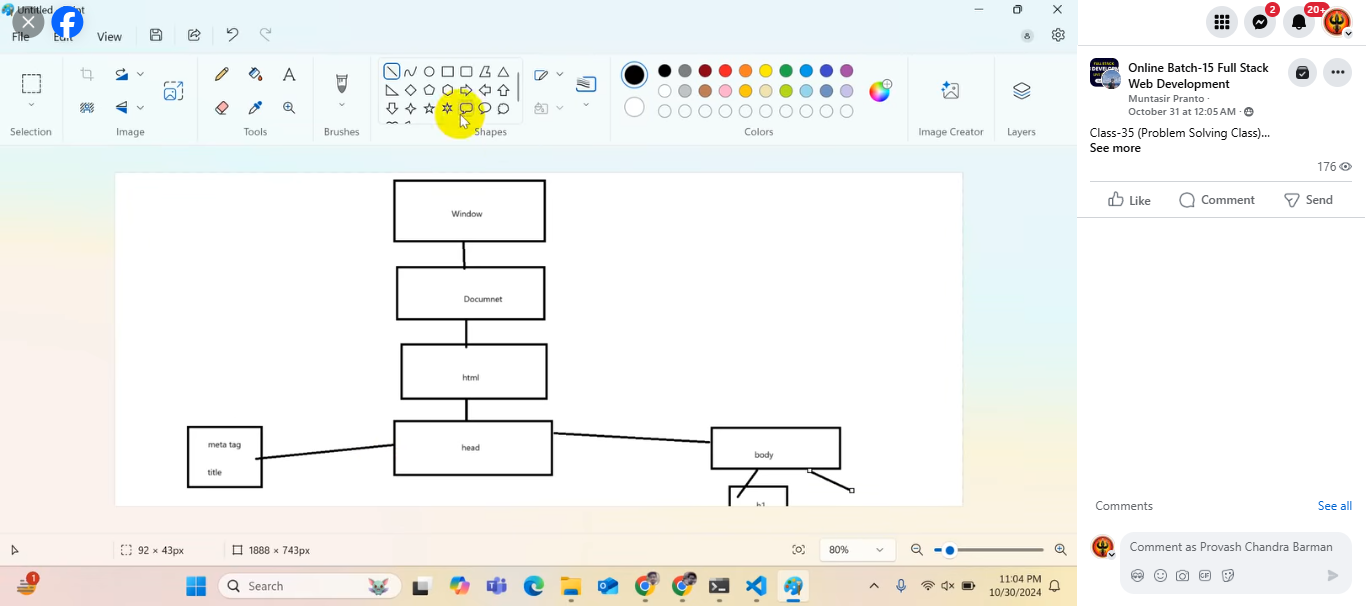 Untitled
File
View
Selection
Image
Tools
Brushes
Shapes
Colors
Image Creator
Layers
Window
Documnet
html
head
meta tag
title
body
h1
92 × 43px
1888 × 743px
80%
1
Search
11:04 PM
10/30/2024
2
20+
Online Batch-15 Full Stack
Web Development
Muntasir Pranto ·
October 31 at 12:05 AM ·
Class-35 (Problem Solving Class)...
See more
176
Like
Comment
Send
Comments
See all
Comment as Provash Chandra Barman
GIF